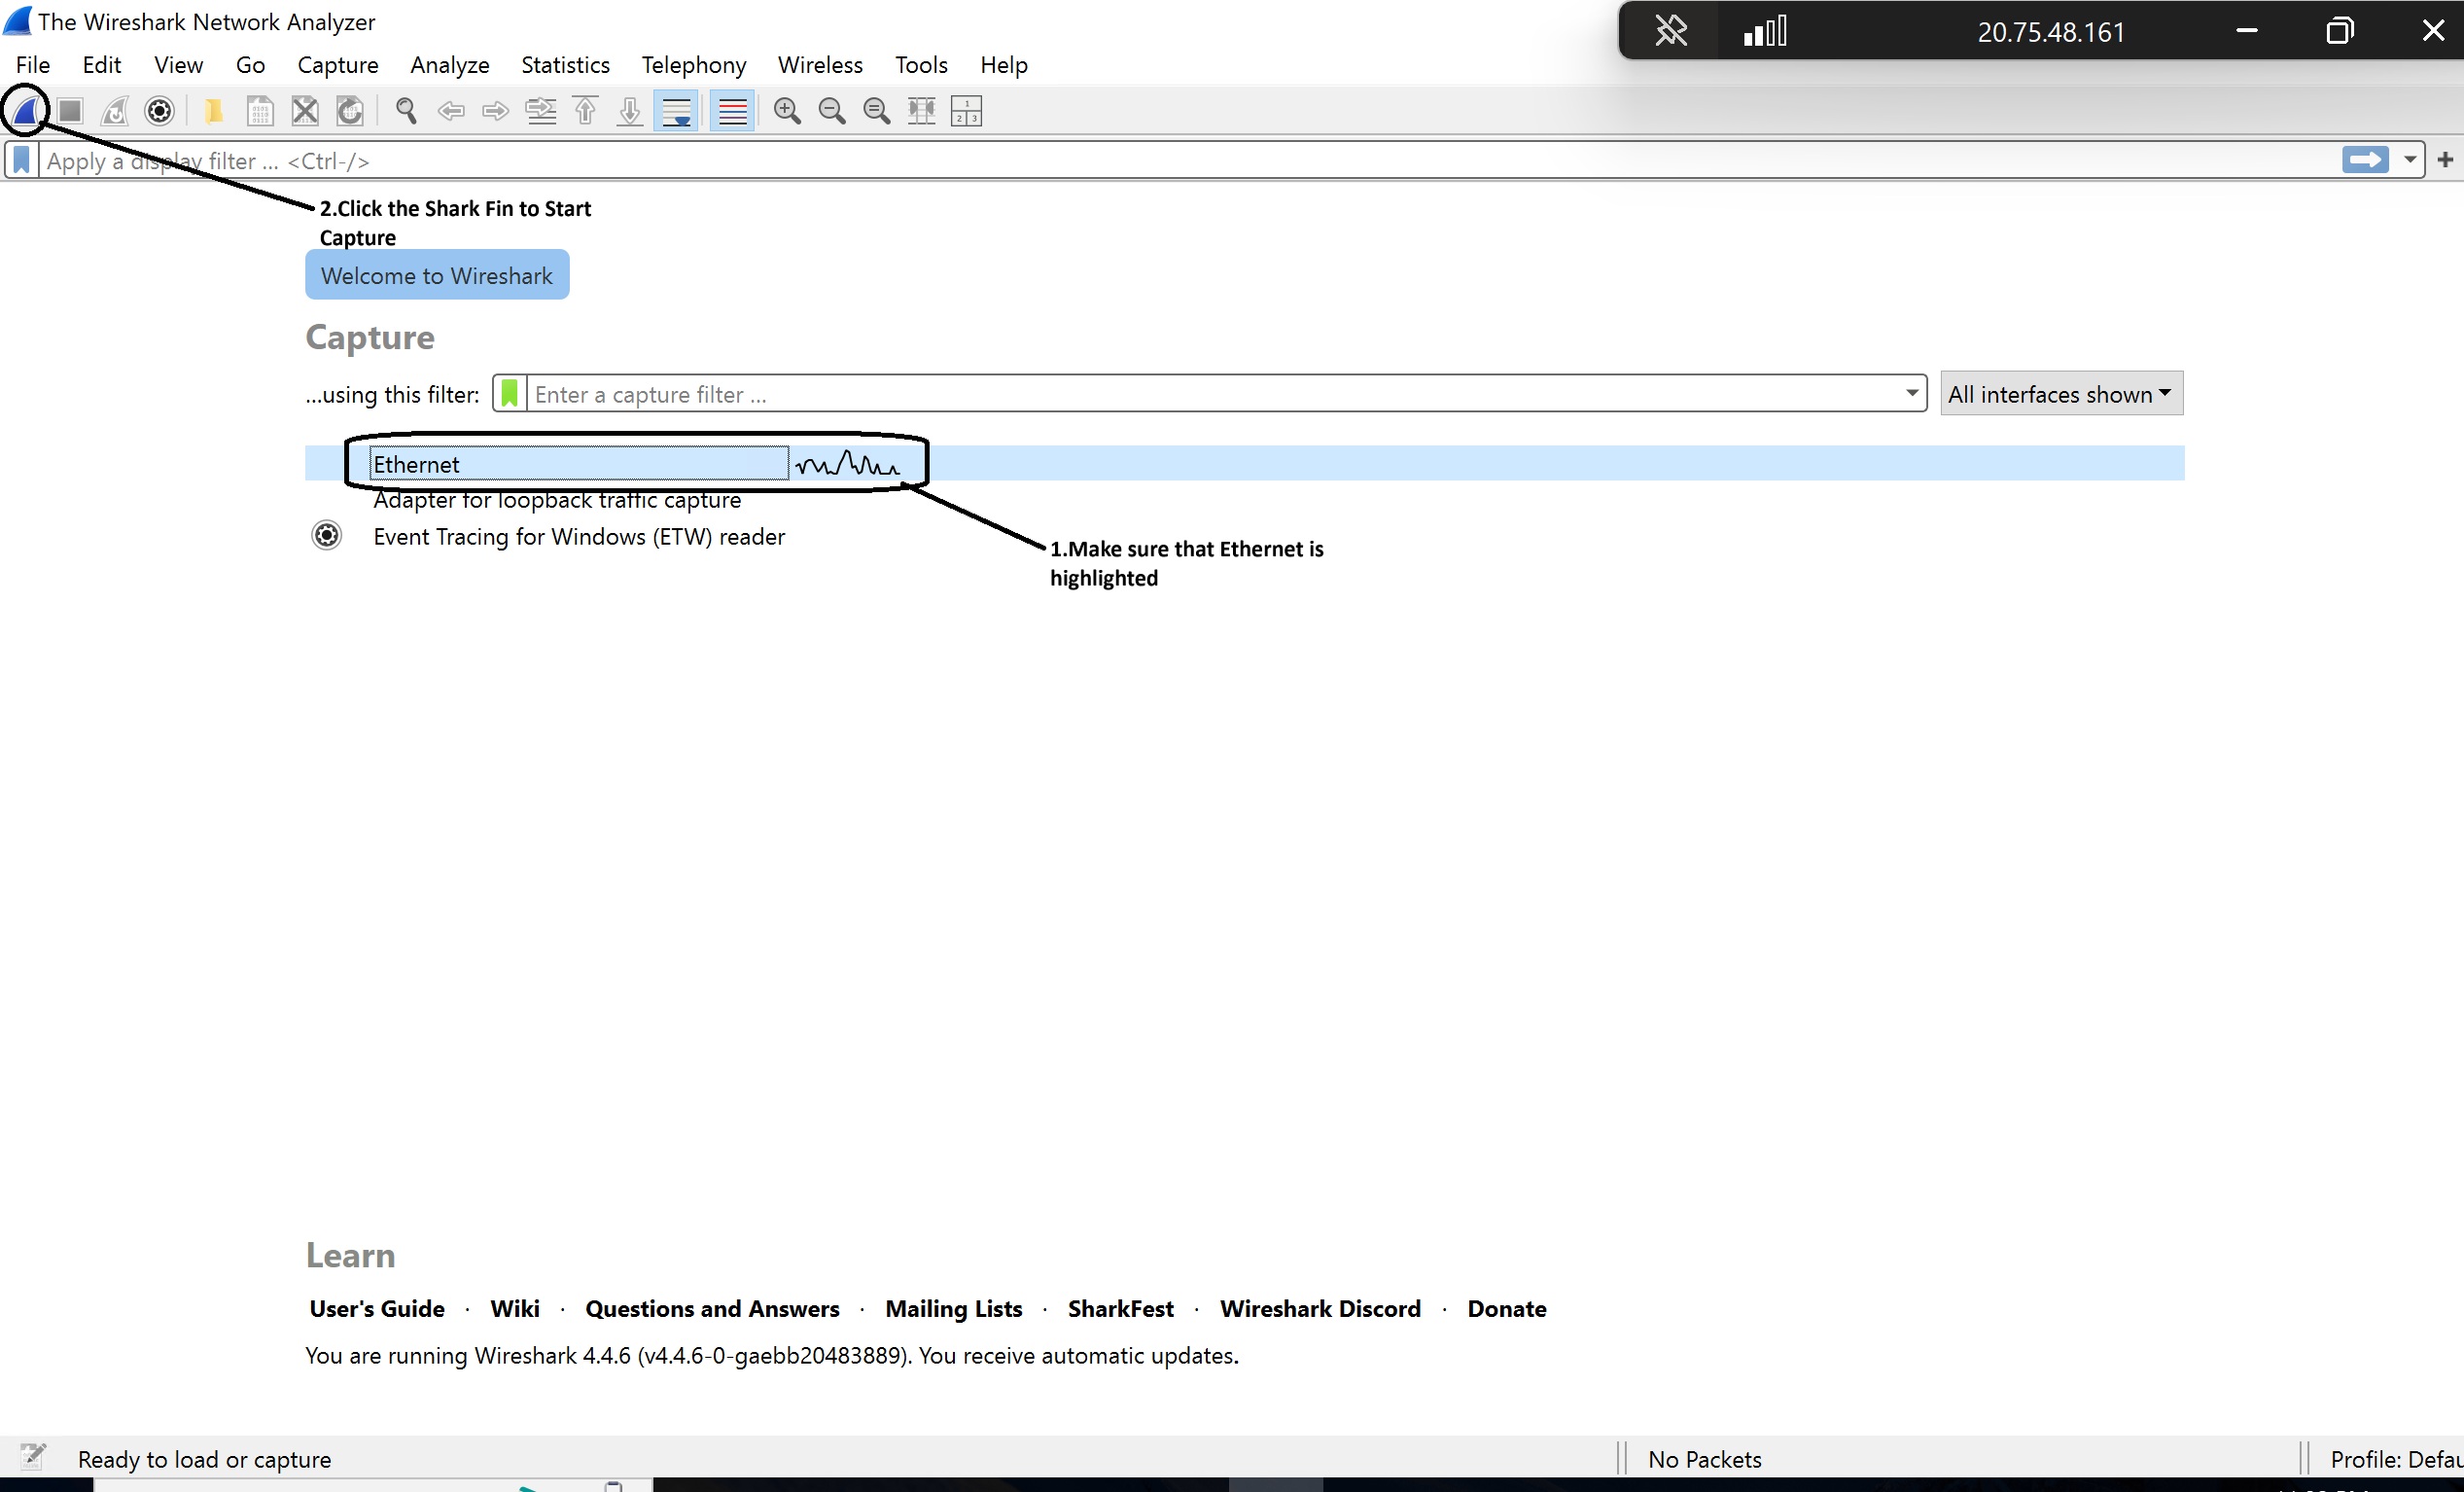 The Wireshark Network Analyzer
20.75.48.161
File Edit View Go Capture Analyze Statistics Telephony Wireless Tools Help
Apply a display filter ... <Ctrl-/>
2.Click the Shark Fin to Start
Capture
Welcome to Wireshark
Capture
...using this filter: Enter a capture filter ... All interfaces shown
Ethernet
Adapter for loopback traffic capture
Event Tracing for Windows (ETW) reader
1.Make sure that Ethernet is
highlighted
Learn
User's Guide · Wiki · Questions and Answers · Mailing Lists · SharkFest · Wireshark Discord · Donate
You are running Wireshark 4.4.6 (v4.4.6-0-gaebb20483889). You receive automatic updates.
Ready to load or capture No Packets Profile: Defau